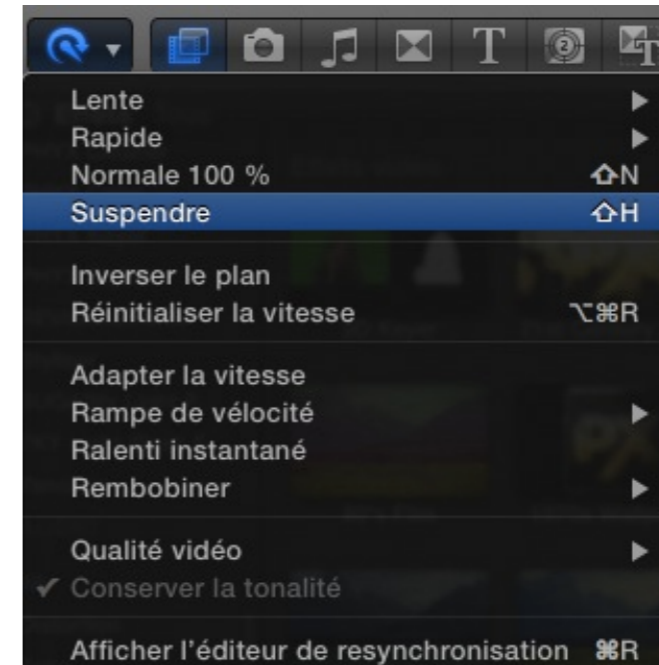 T
2
T
Lente
Rapide
Normale 100 % ⇧N
Suspendre ⇧H
Inverser le plan
Réinitialiser la vitesse ⌥⌘R
Adapter la vitesse
Rampe de vélocité
Ralenti instantané
Rembobiner
Qualité vidéo
✓ Conserver la tonalité
Afficher l’éditeur de resynchronisation ⌘R